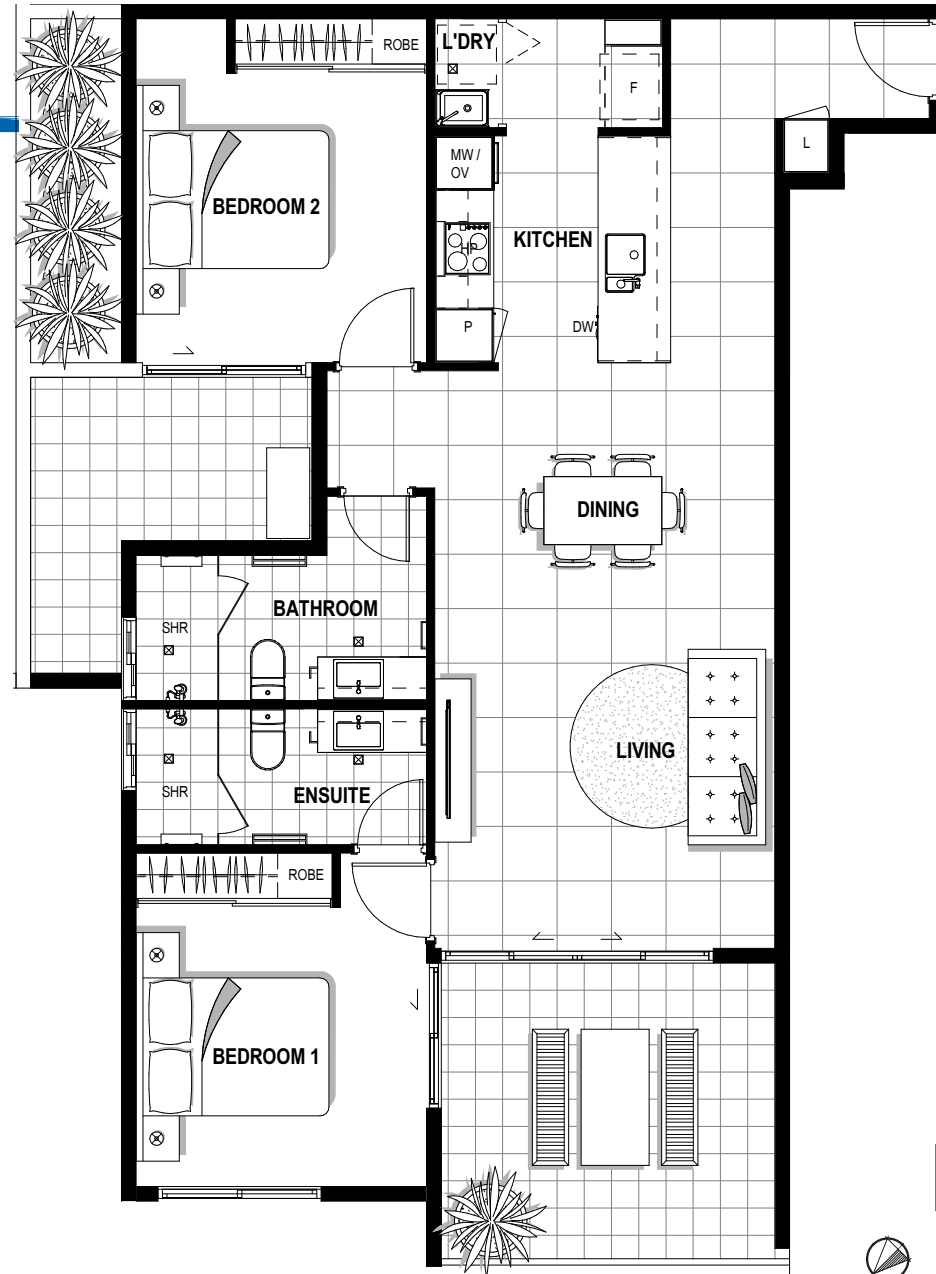 ROBE
L'DRY
F
L
MW /
OV
BEDROOM 2
KITCHEN
HP
P
DW
DINING
BATHROOM
SHR
LIVING
SHR
ENSUITE
ROBE
BEDROOM 1